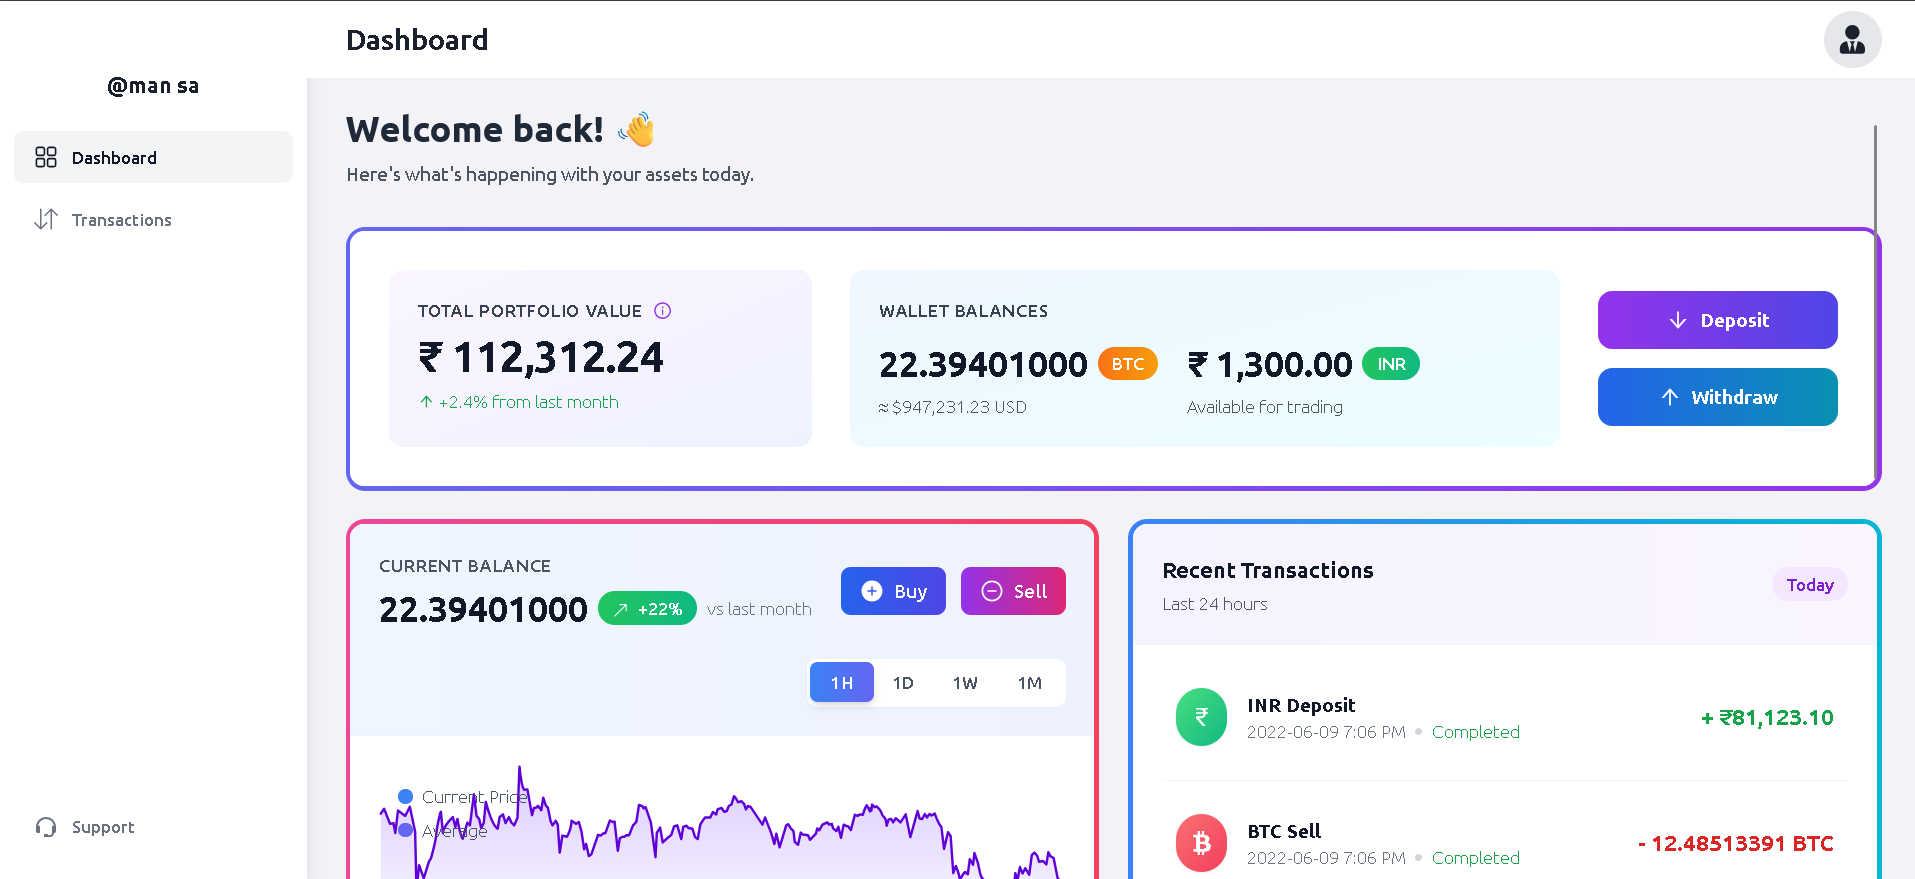 Dashboard
@man sa
Dashboard
Transactions
Support
Welcome back! 👋
Here's what's happening with your assets today.
TOTAL PORTFOLIO VALUE
₹ 112,312.24
+2.4% from last month
WALLET BALANCES
22.39401000 BTC
≈ $947,231.23 USD
₹ 1,300.00 INR
Available for trading
Deposit
Withdraw
CURRENT BALANCE
22.39401000 +22% vs last month
Buy
Sell
1H 1D 1W 1M
Current Price
Average
Recent Transactions
Last 24 hours
Today
₹
INR Deposit
2022-06-09 7:06 PM • Completed
+ ₹81,123.10
BTC Sell
2022-06-09 7:06 PM • Completed
- 12.48513391 BTC